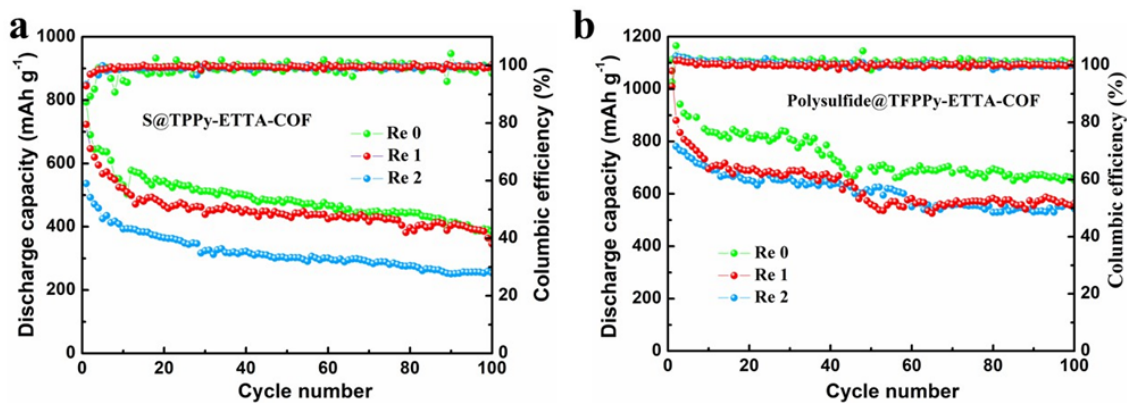 a
1000
800
600
400
200
0
Discharge capacity (mAh g⁻¹)
S@TPPy-ETTA-COF
Re 0
Re 1
Re 2
100
80
60
40
20
0
Columbic efficiency (%)
0 20 40 60 80 100
Cycle number
b
1200
1000
800
600
400
200
0
Discharge capacity (mAh g⁻¹)
Polysulfide@TFPPy-ETTA-COF
Re 0
Re 1
Re 2
100
80
60
40
20
0
Columbic efficiency (%)
0 20 40 60 80 100
Cycle number